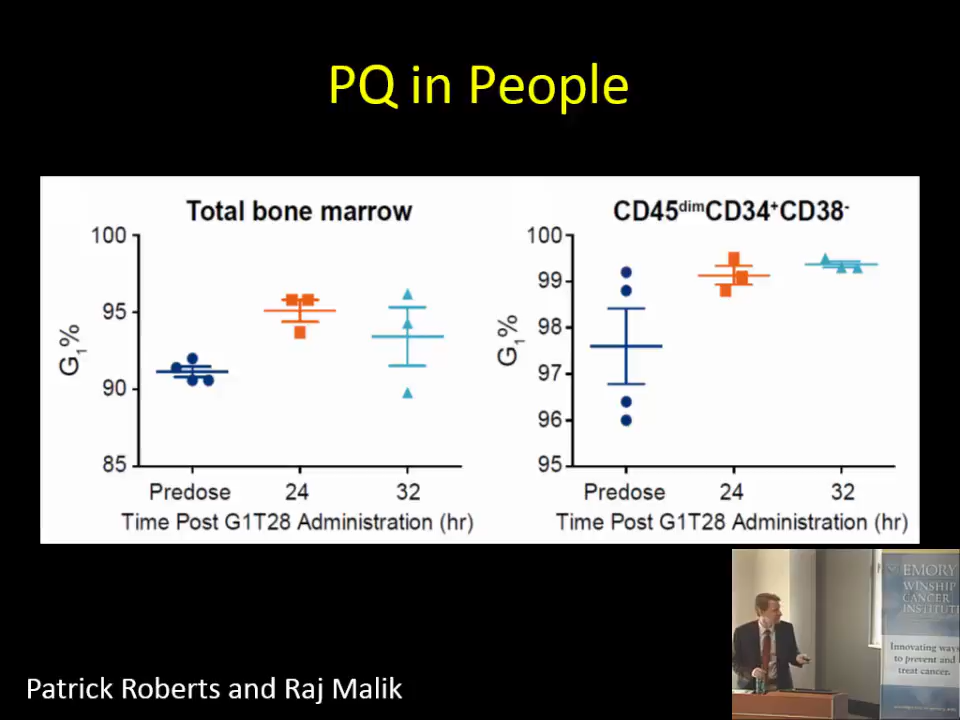 PQ in People
Total bone marrow
100
95
90
85
G₁%
Predose 24 32
Time Post G1T28 Administration (hr)
CD45ᵈⁱᵐCD34⁺CD38⁻
100
99
98
97
96
95
G₁%
Predose 24 32
Time Post G1T28 Administration (hr)
EMORY
WINSHIP
CANCER
INSTITUTE
Innovating ways
to prevent and
treat cancer.
Patrick Roberts and Raj Malik